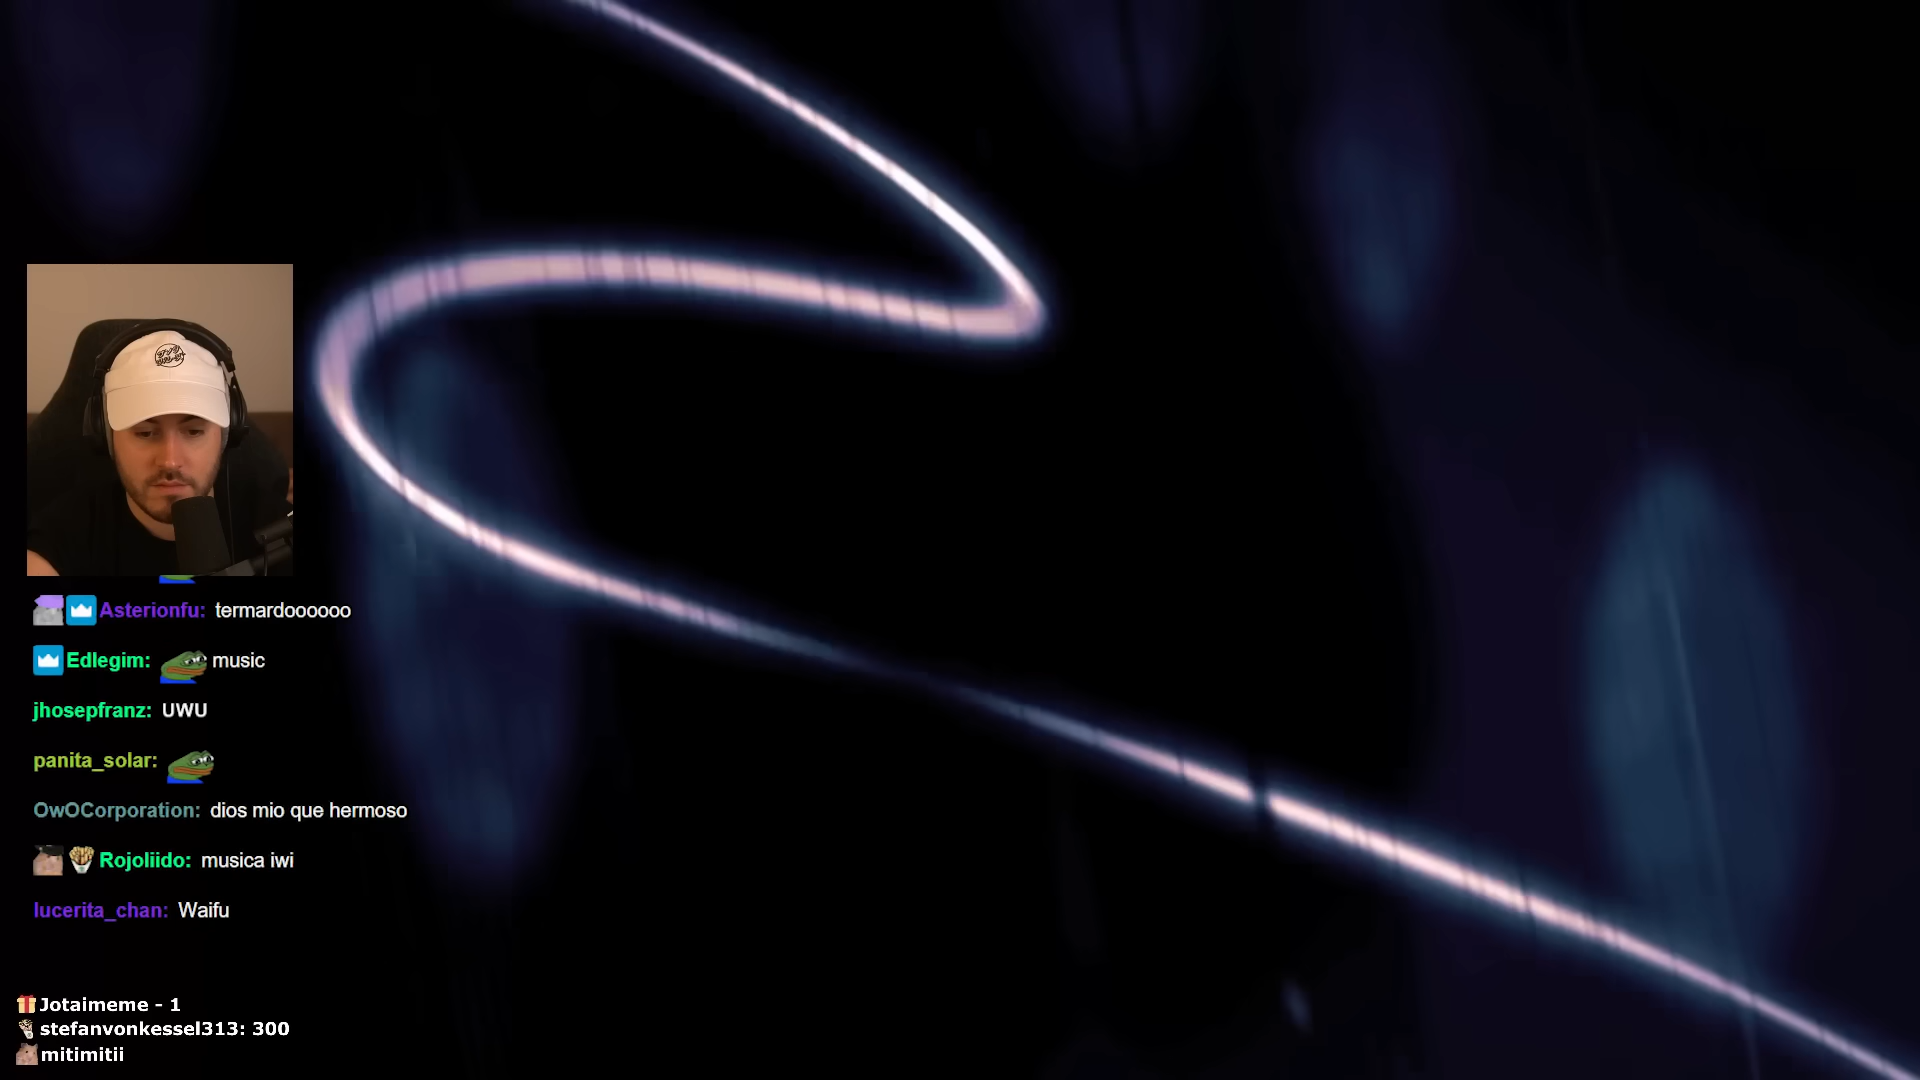 Asterionfu: termardoooooo
Edlegim: music
jhosepfranz: UWU
panita_solar:
OwOCorporation: dios mio que hermoso
Rojoliido: musica iwi
lucerita_chan: Waifu
Jotaimeme - 1
stefanvonkessel313: 300
mitimitii